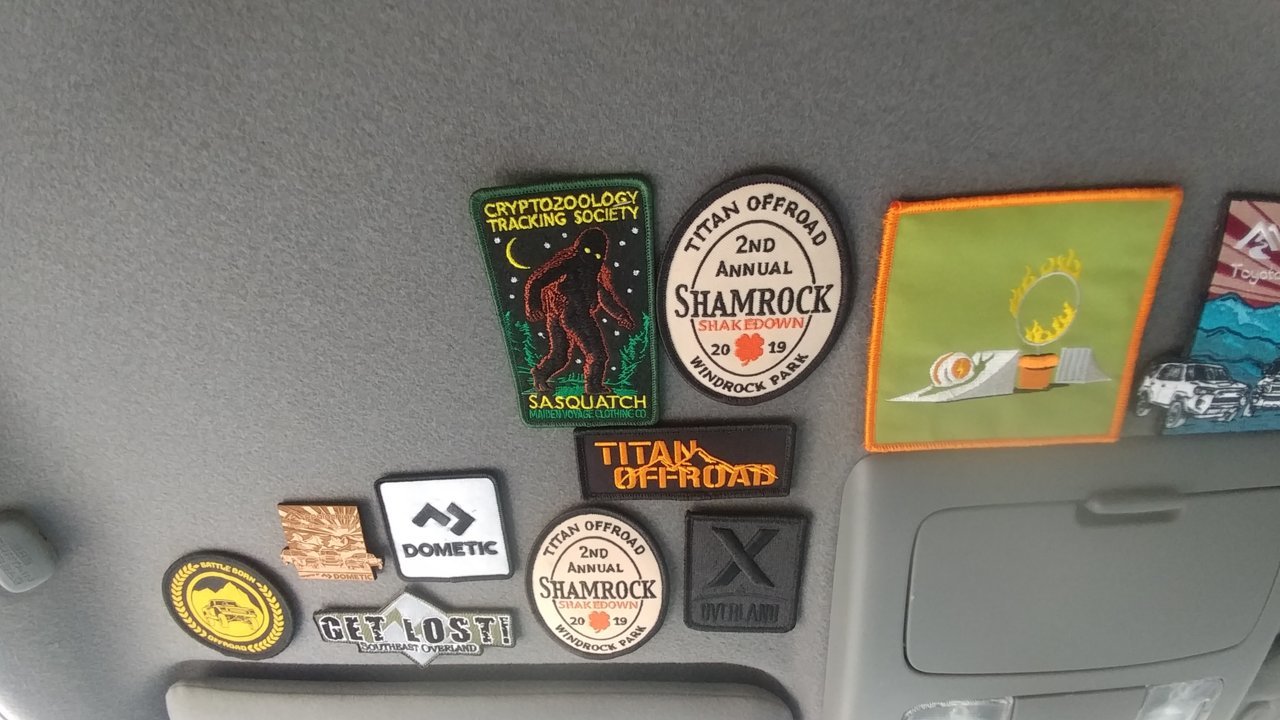 CRYPTOZOOLOGY
TRACKING SOCIETY
SASQUATCH
MAIDEN VOYAGE CLOTHING CO.
TITAN OFFROAD
2ND
ANNUAL
SHAMROCK
SHAKEDOWN
20 19
WINDROCK PARK
Toyota
TITAN
OFFROAD
DOMETIC
DOMETIC
BATTLE BORN
OFFROAD
GET LOST!
SOUTHEAST OVERLAND
TITAN OFFROAD
2ND
ANNUAL
SHAMROCK
SHAKEDOWN
20 19
WINDROCK PARK
X
OVERLAND